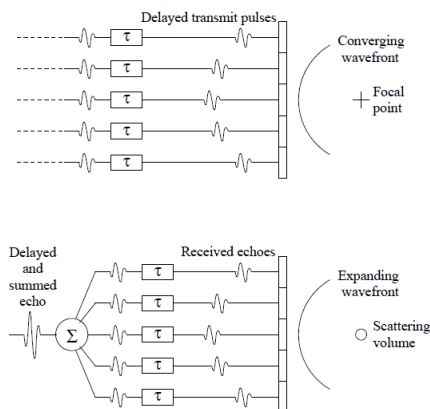 Delayed transmit pulses
Converging
wavefront
τ
τ
τ
τ
τ
Focal
point
Delayed
and
summed
echo
Received echoes
Expanding
wavefront
Σ
τ
τ
τ
τ
τ
Scattering
volume